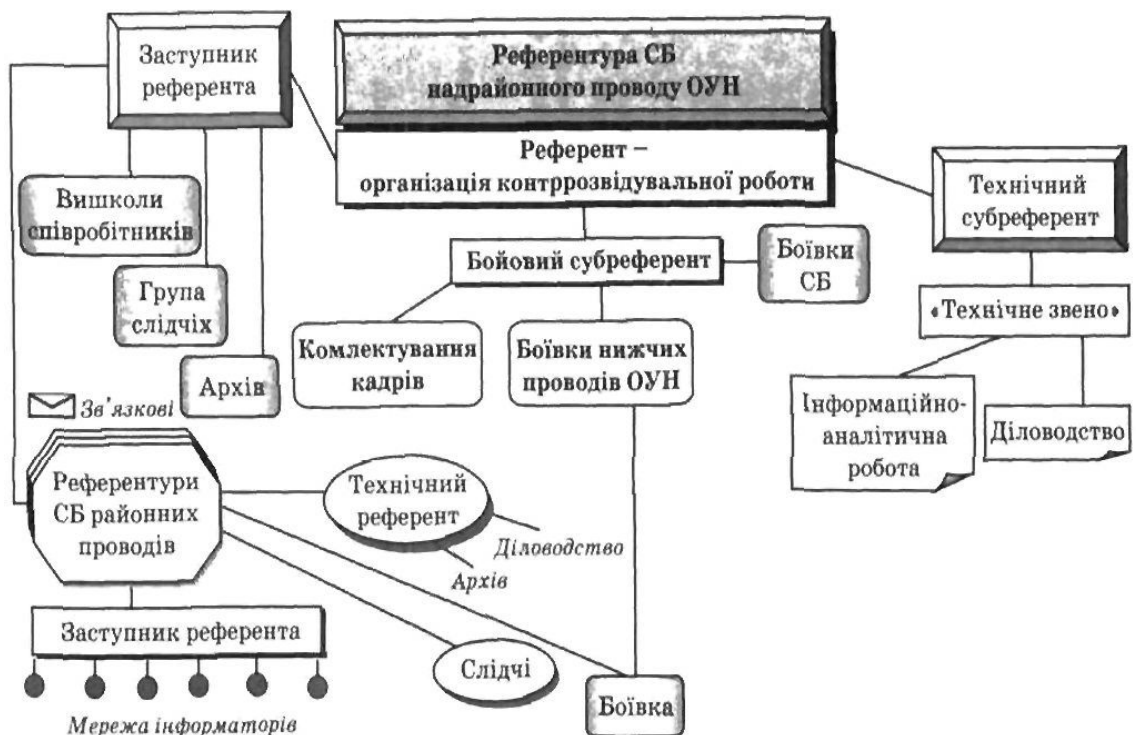 Заступник
референта
Референтура СБ
надрайонного проводу ОУН
Референт –
організація контррозвідувальної роботи
Технічний
субреферент
Вишколи
співробітників
Група
слідчіх
Архів
Бойовий субреферент
Боївки
СБ
«Технічне звено»
Комлектування
кадрів
Боївки нижчих
проводів ОУН
Інформаційно-
аналітична
робота
Діловодство
Зв'язкові
Референтури
СБ районних
проводів
Технічний
референт
Діловодство
Архів
Заступник референта
Слідчі
Боївка
Мережа інформаторів